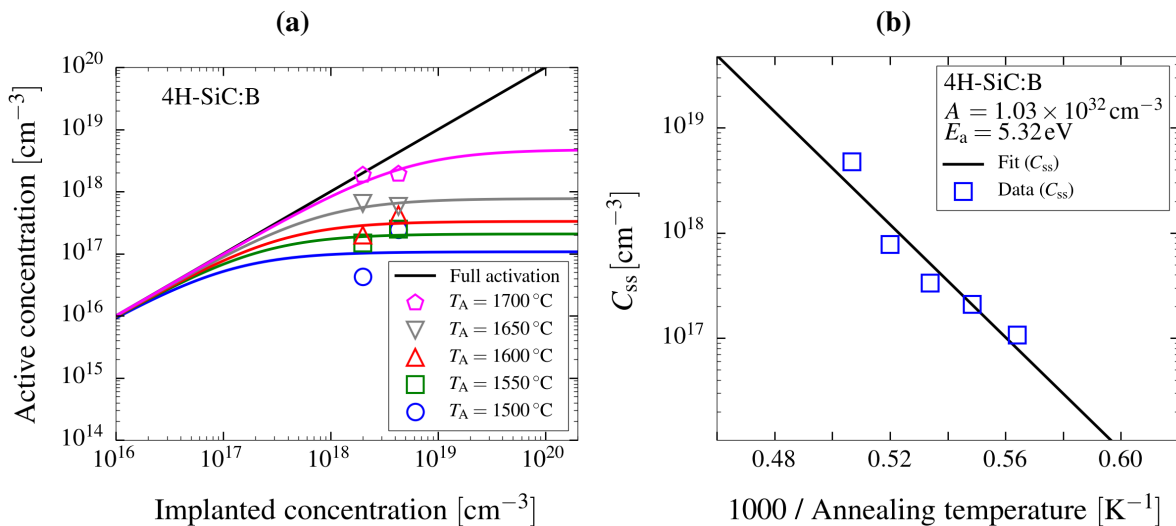 (a)
10^20
10^19
10^18
10^17
10^16
10^15
10^14
Active concentration [cm^−3]
4H-SiC:B
Full activation
T_A = 1700 °C
T_A = 1650 °C
T_A = 1600 °C
T_A = 1550 °C
T_A = 1500 °C
10^16 10^17 10^18 10^19 10^20
Implanted concentration [cm^−3]
(b)
10^19
10^18
10^17
C_ss [cm^−3]
4H-SiC:B
A = 1.03 × 10^32 cm^−3
E_a = 5.32 eV
Fit (C_ss)
Data (C_ss)
0.48 0.52 0.56 0.60
1000 / Annealing temperature [K^−1]